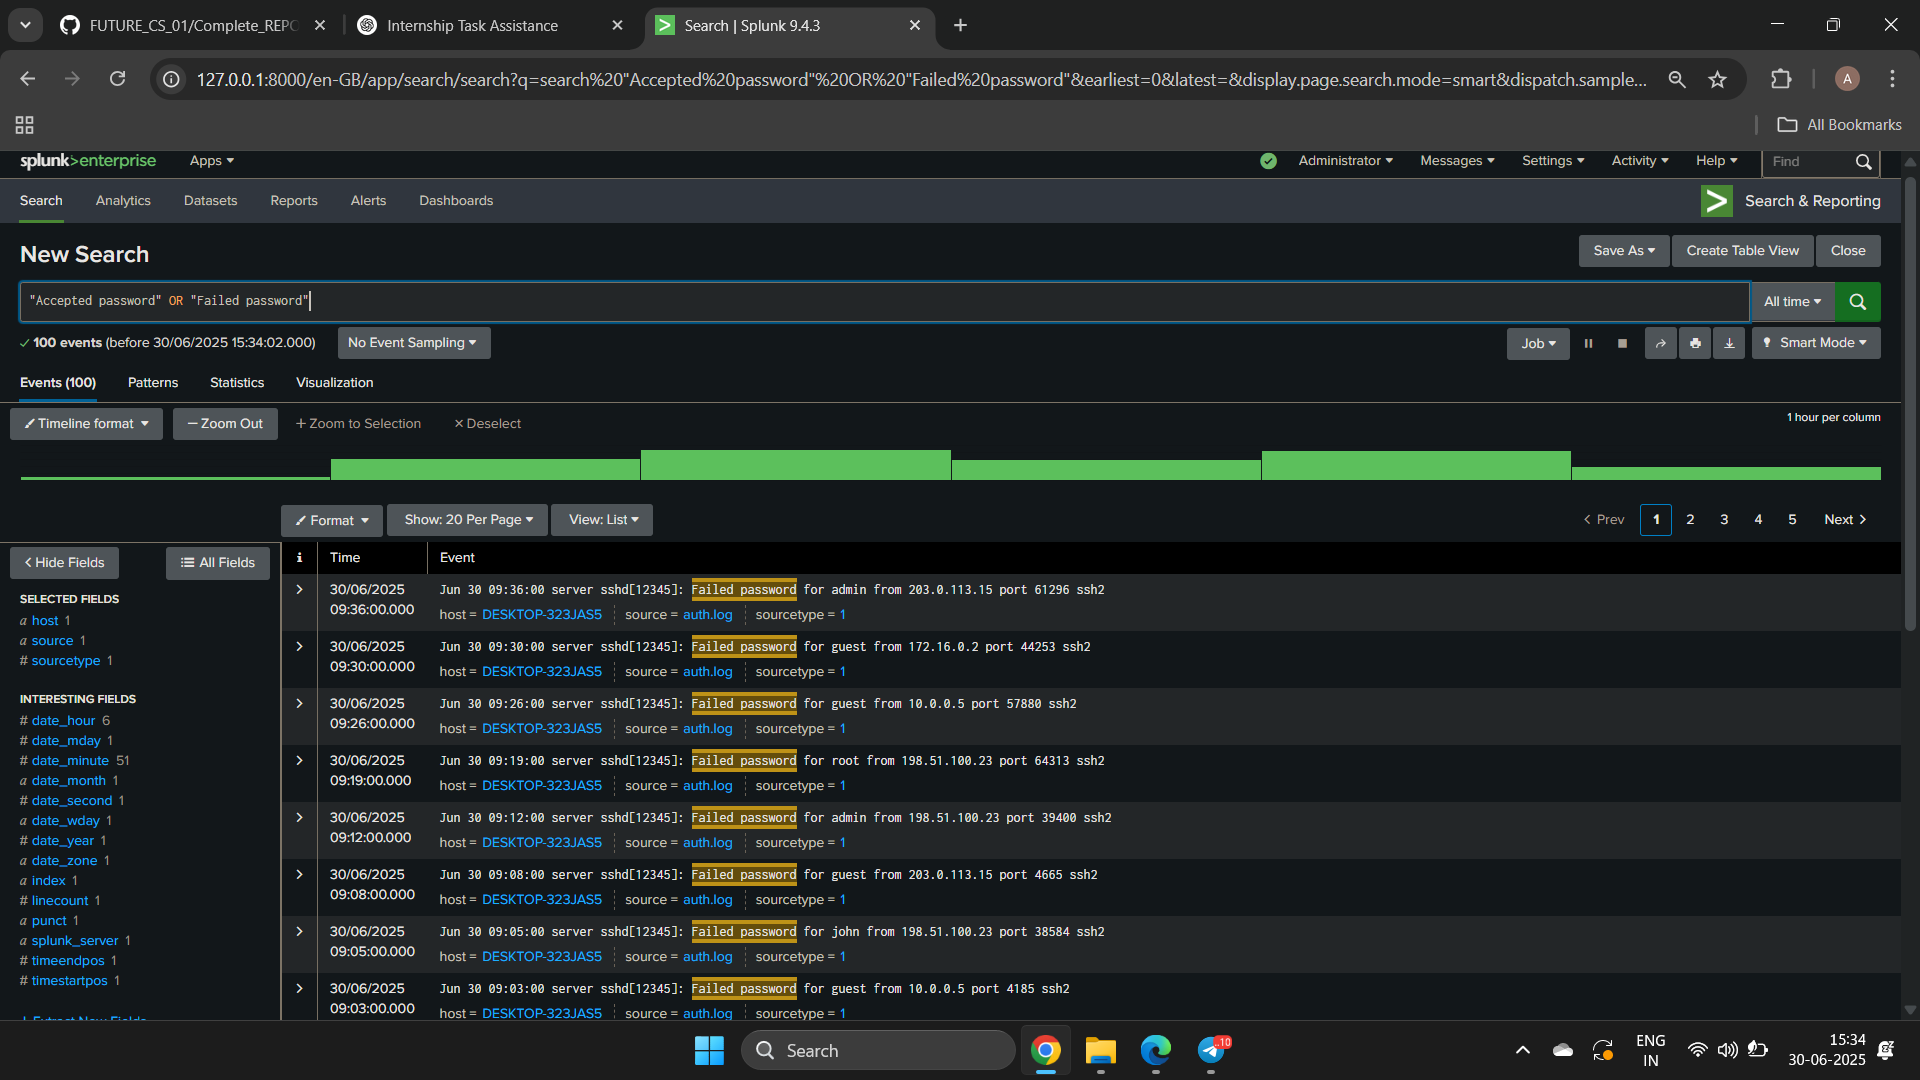 FUTURE_CS_01/Complete_REPO
Internship Task Assistance
Search | Splunk 9.4.3
127.0.0.1:8000/en-GB/app/search/search?q=search%20"Accepted%20password"%20OR%20"Failed%20password"&earliest=0&latest=&display.page.search.mode=smart&dispatch.sample...
A
All Bookmarks
splunk>enterprise
Apps
Administrator
Messages
Settings
Activity
Help
Find
Search
Analytics
Datasets
Reports
Alerts
Dashboards
Search & Reporting
New Search
Save As
Create Table View
Close
"Accepted password" OR "Failed password"
All time
100 events (before 30/06/2025 15:34:02.000)
No Event Sampling
Job
Smart Mode
Events (100)
Patterns
Statistics
Visualization
Timeline format
Zoom Out
+ Zoom to Selection
× Deselect
1 hour per column
Format
Show: 20 Per Page
View: List
< Prev
1
2
3
4
5
Next >
< Hide Fields
All Fields
i
Time
Event
SELECTED FIELDS
a host 1
a source 1
# sourcetype 1
INTERESTING FIELDS
# date_hour 6
# date_mday 1
# date_minute 51
a date_month 1
# date_second 1
a date_wday 1
# date_year 1
a date_zone 1
a index 1
# linecount 1
a punct 1
a splunk_server 1
# timeendpos 1
# timestartpos 1
+ Extract New Fields
30/06/2025
09:36:00.000
Jun 30 09:36:00 server sshd[12345]: Failed password for admin from 203.0.113.15 port 61296 ssh2
host = DESKTOP-323JAS5 source = auth.log sourcetype = 1
30/06/2025
09:30:00.000
Jun 30 09:30:00 server sshd[12345]: Failed password for guest from 172.16.0.2 port 44253 ssh2
host = DESKTOP-323JAS5 source = auth.log sourcetype = 1
30/06/2025
09:26:00.000
Jun 30 09:26:00 server sshd[12345]: Failed password for guest from 10.0.0.5 port 57880 ssh2
host = DESKTOP-323JAS5 source = auth.log sourcetype = 1
30/06/2025
09:19:00.000
Jun 30 09:19:00 server sshd[12345]: Failed password for root from 198.51.100.23 port 64313 ssh2
host = DESKTOP-323JAS5 source = auth.log sourcetype = 1
30/06/2025
09:12:00.000
Jun 30 09:12:00 server sshd[12345]: Failed password for admin from 198.51.100.23 port 39400 ssh2
host = DESKTOP-323JAS5 source = auth.log sourcetype = 1
30/06/2025
09:08:00.000
Jun 30 09:08:00 server sshd[12345]: Failed password for guest from 203.0.113.15 port 4665 ssh2
host = DESKTOP-323JAS5 source = auth.log sourcetype = 1
30/06/2025
09:05:00.000
Jun 30 09:05:00 server sshd[12345]: Failed password for john from 198.51.100.23 port 38584 ssh2
host = DESKTOP-323JAS5 source = auth.log sourcetype = 1
30/06/2025
09:03:00.000
Jun 30 09:03:00 server sshd[12345]: Failed password for guest from 10.0.0.5 port 4185 ssh2
host = DESKTOP-323JAS5 source = auth.log sourcetype = 1
Search
10
ENG
IN
15:34
30-06-2025